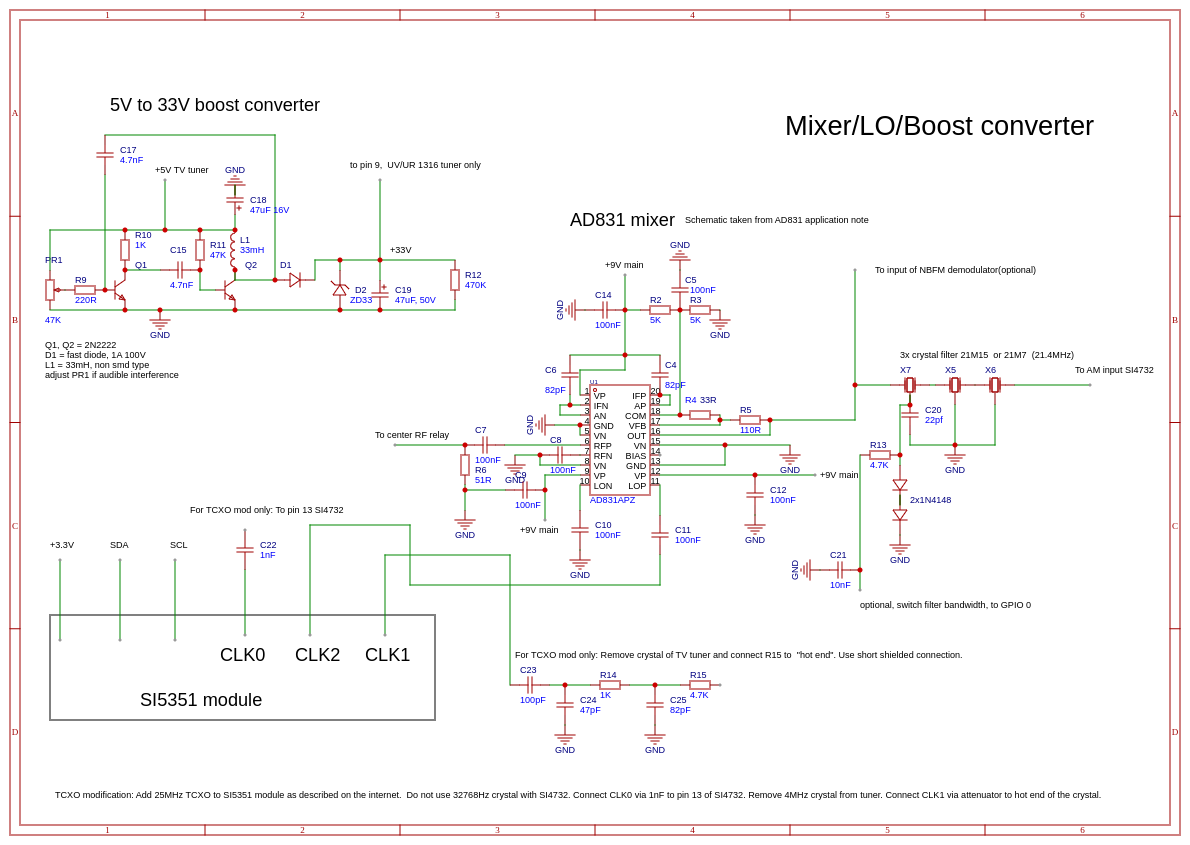 1 2 3 4 5 6
A A
B B
C C
D D
5V to 33V boost converter
Mixer/LO/Boost converter
C17
4.7nF
+5V TV tuner
GND
C18
47uF 16V
to pin 9, UV/UR 1316 tuner only
+33V
R10
1K
C15
4.7nF
R11
47K
L1
33mH
PR1
47K
R9
220R
Q1
Q2
D1
D2
ZD33
C19
47uF, 50V
R12
470K
GND
Q1, Q2 = 2N2222
D1 = fast diode, 1A 100V
L1 = 33mH, non smd type
adjust PR1 if audible interference
AD831 mixer
Schematic taken from AD831 application note
GND
+9V main
C5
100nF
GND
C14
100nF
R2
5K
R3
5K
GND
C6
82pF
C4
82pF
U1
1 VP
2 IFN
3 AN
4 GND
5 VN
6 RFP
7 RFN
8 VN
9 VP
10 LON
IFP 20
AP 19
COM 18
VFB 17
OUT 16
VN 15
BIAS 14
GND 13
VP 12
LOP 11
AD831APZ
GND
R4 33R
R5
110R
To center RF relay
C7
100nF
R6
51R
GND
C8
100nF
GND
C9
100nF
+9V main
C10
100nF
GND
C11
100nF
GND
+9V main
C12
100nF
GND
To input of NBFM demodulator(optional)
3x crystal filter 21M15 or 21M7 (21.4MHz)
X7
X5
X6
To AM input SI4732
C20
22pf
GND
R13
4.7K
2x1N4148
GND
GND
C21
10nF
optional, switch filter bandwidth, to GPIO 0
For TCXO mod only: To pin 13 SI4732
+3.3V
SDA
SCL
C22
1nF
CLK0
CLK2
CLK1
SI5351 module
For TCXO mod only: Remove crystal of TV tuner and connect R15 to "hot end". Use short shielded connection.
C23
100pF
C24
47pF
GND
R14
1K
C25
82pF
GND
R15
4.7K
TCXO modification: Add 25MHz TCXO to SI5351 module as described on the internet. Do not use 32768Hz crystal with SI4732. Connect CLK0 via 1nF to pin 13 of SI4732. Remove 4MHz crystal from tuner. Connect CLK1 via attenuator to hot end of the crystal.
1 2 3 4 5 6